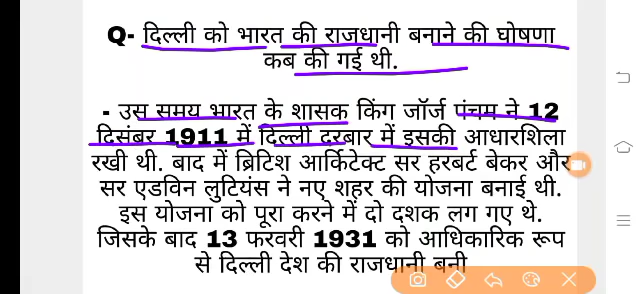 Q- दिल्ली को भारत की राजधानी बनाने की घोषणा
कब की गई थी.
- उस समय भारत के शासक किंग जॉर्ज पंचम ने 12
दिसंबर 1911 में दिल्ली दरबार में इसकी आधारशिला
रखी थी. बाद में ब्रिटिश आर्किटेक्ट सर हरबर्ट बेकर और
सर एडविन लुटियंस ने नए शहर की योजना बनाई थी.
इस योजना को पूरा करने में दो दशक लग गए थे.
जिसके बाद 13 फरवरी 1931 को आधिकारिक रूप
से दिल्ली देश की राजधानी बनी